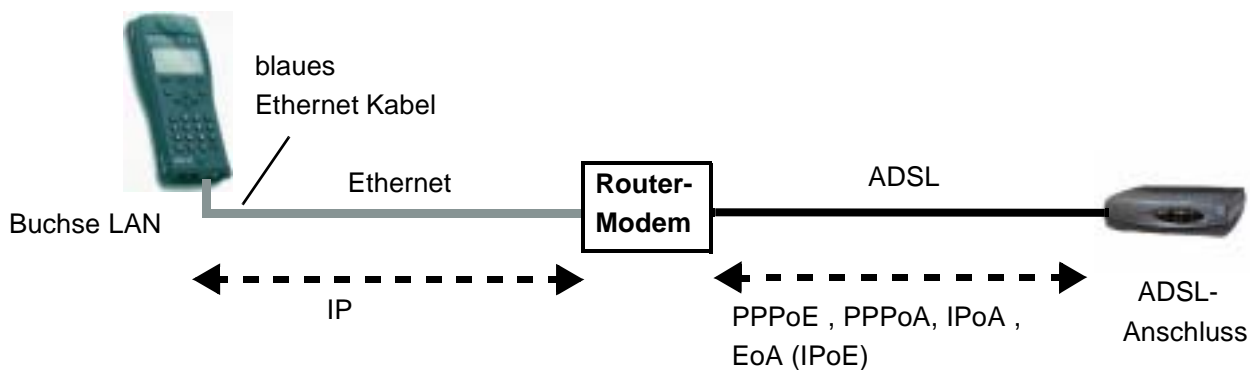 blaues
Ethernet Kabel
Ethernet
Router-
Modem
ADSL
Buchse LAN
IP
PPPoE , PPPoA, IPoA ,
EoA (IPoE)
ADSL-
Anschluss